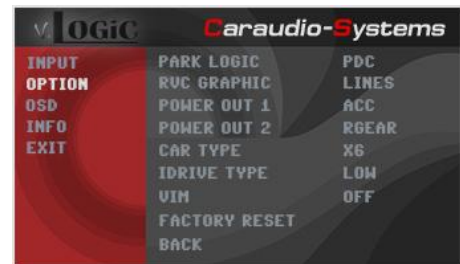 V.LOGiC Caraudio-Systems
INPUT PARK LOGIC PDC
OPTION RVC GRAPHIC LINES
OSD POWER OUT 1 ACC
INFO POWER OUT 2 RGEAR
EXIT CAR TYPE X6
IDRIVE TYPE LOW
VIM OFF
FACTORY RESET
BACK